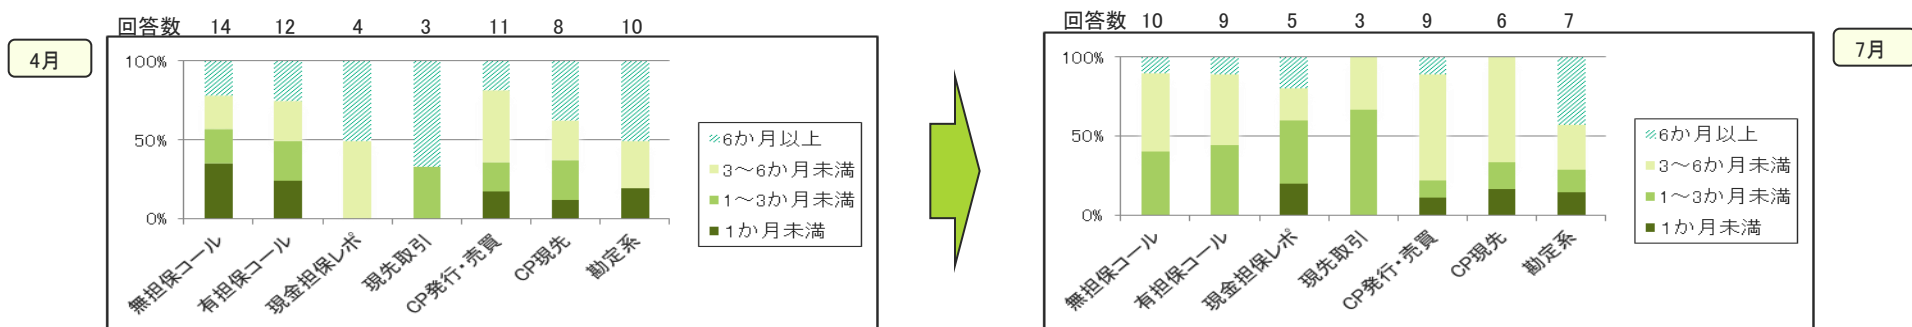 4月
回答数 14 12 4 3 11 8 10
100%
50%
0%
無担保コール
有担保コール
現金担保レポ
現先取引
CP発行・売買
CP現先
勘定系
6か月以上
3～6か月未満
1～3か月未満
1か月未満
回答数 10 9 5 3 9 6 7
7月
100%
50%
0%
無担保コール
有担保コール
現金担保レポ
現先取引
CP発行・売買
CP現先
勘定系
6か月以上
3～6か月未満
1～3か月未満
1か月未満